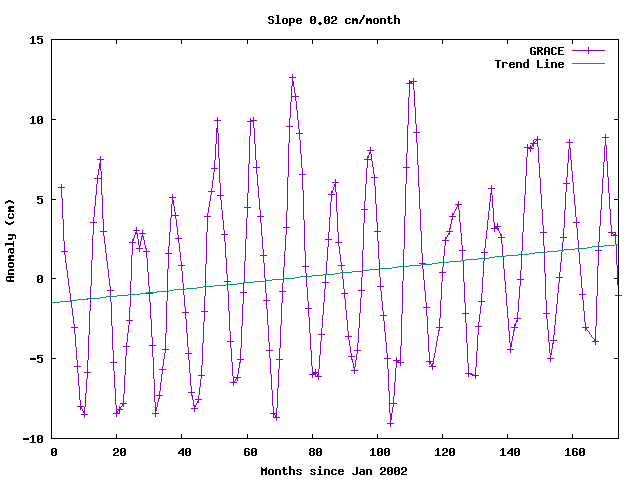 Slope 0.02 cm/month
15
GRACE
Trend Line
10
5
0
-5
-10
Anomaly (cm)
0 20 40 60 80 100 120 140 160
Months since Jan 2002